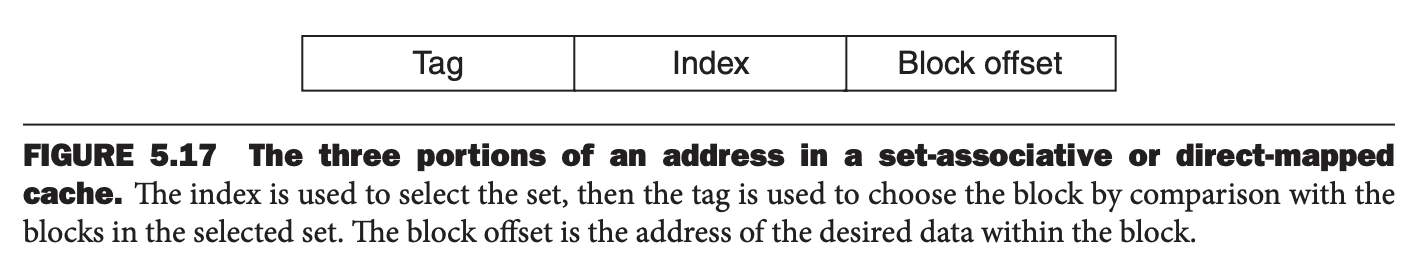 Tag Index Block offset
FIGURE 5.17 The three portions of an address in a set-associative or direct-mapped
cache. The index is used to select the set, then the tag is used to choose the block by comparison with the
blocks in the selected set. The block offset is the address of the desired data within the block.